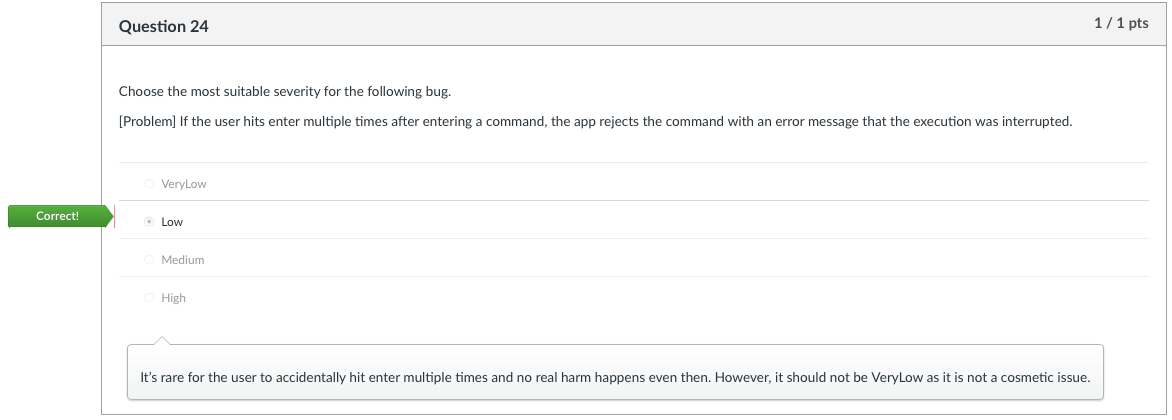 Question 24
1 / 1 pts
Choose the most suitable severity for the following bug.
[Problem] If the user hits enter multiple times after entering a command, the app rejects the command with an error message that the execution was interrupted.
VeryLow
Correct!
Low
Medium
High
It's rare for the user to accidentally hit enter multiple times and no real harm happens even then. However, it should not be VeryLow as it is not a cosmetic issue.